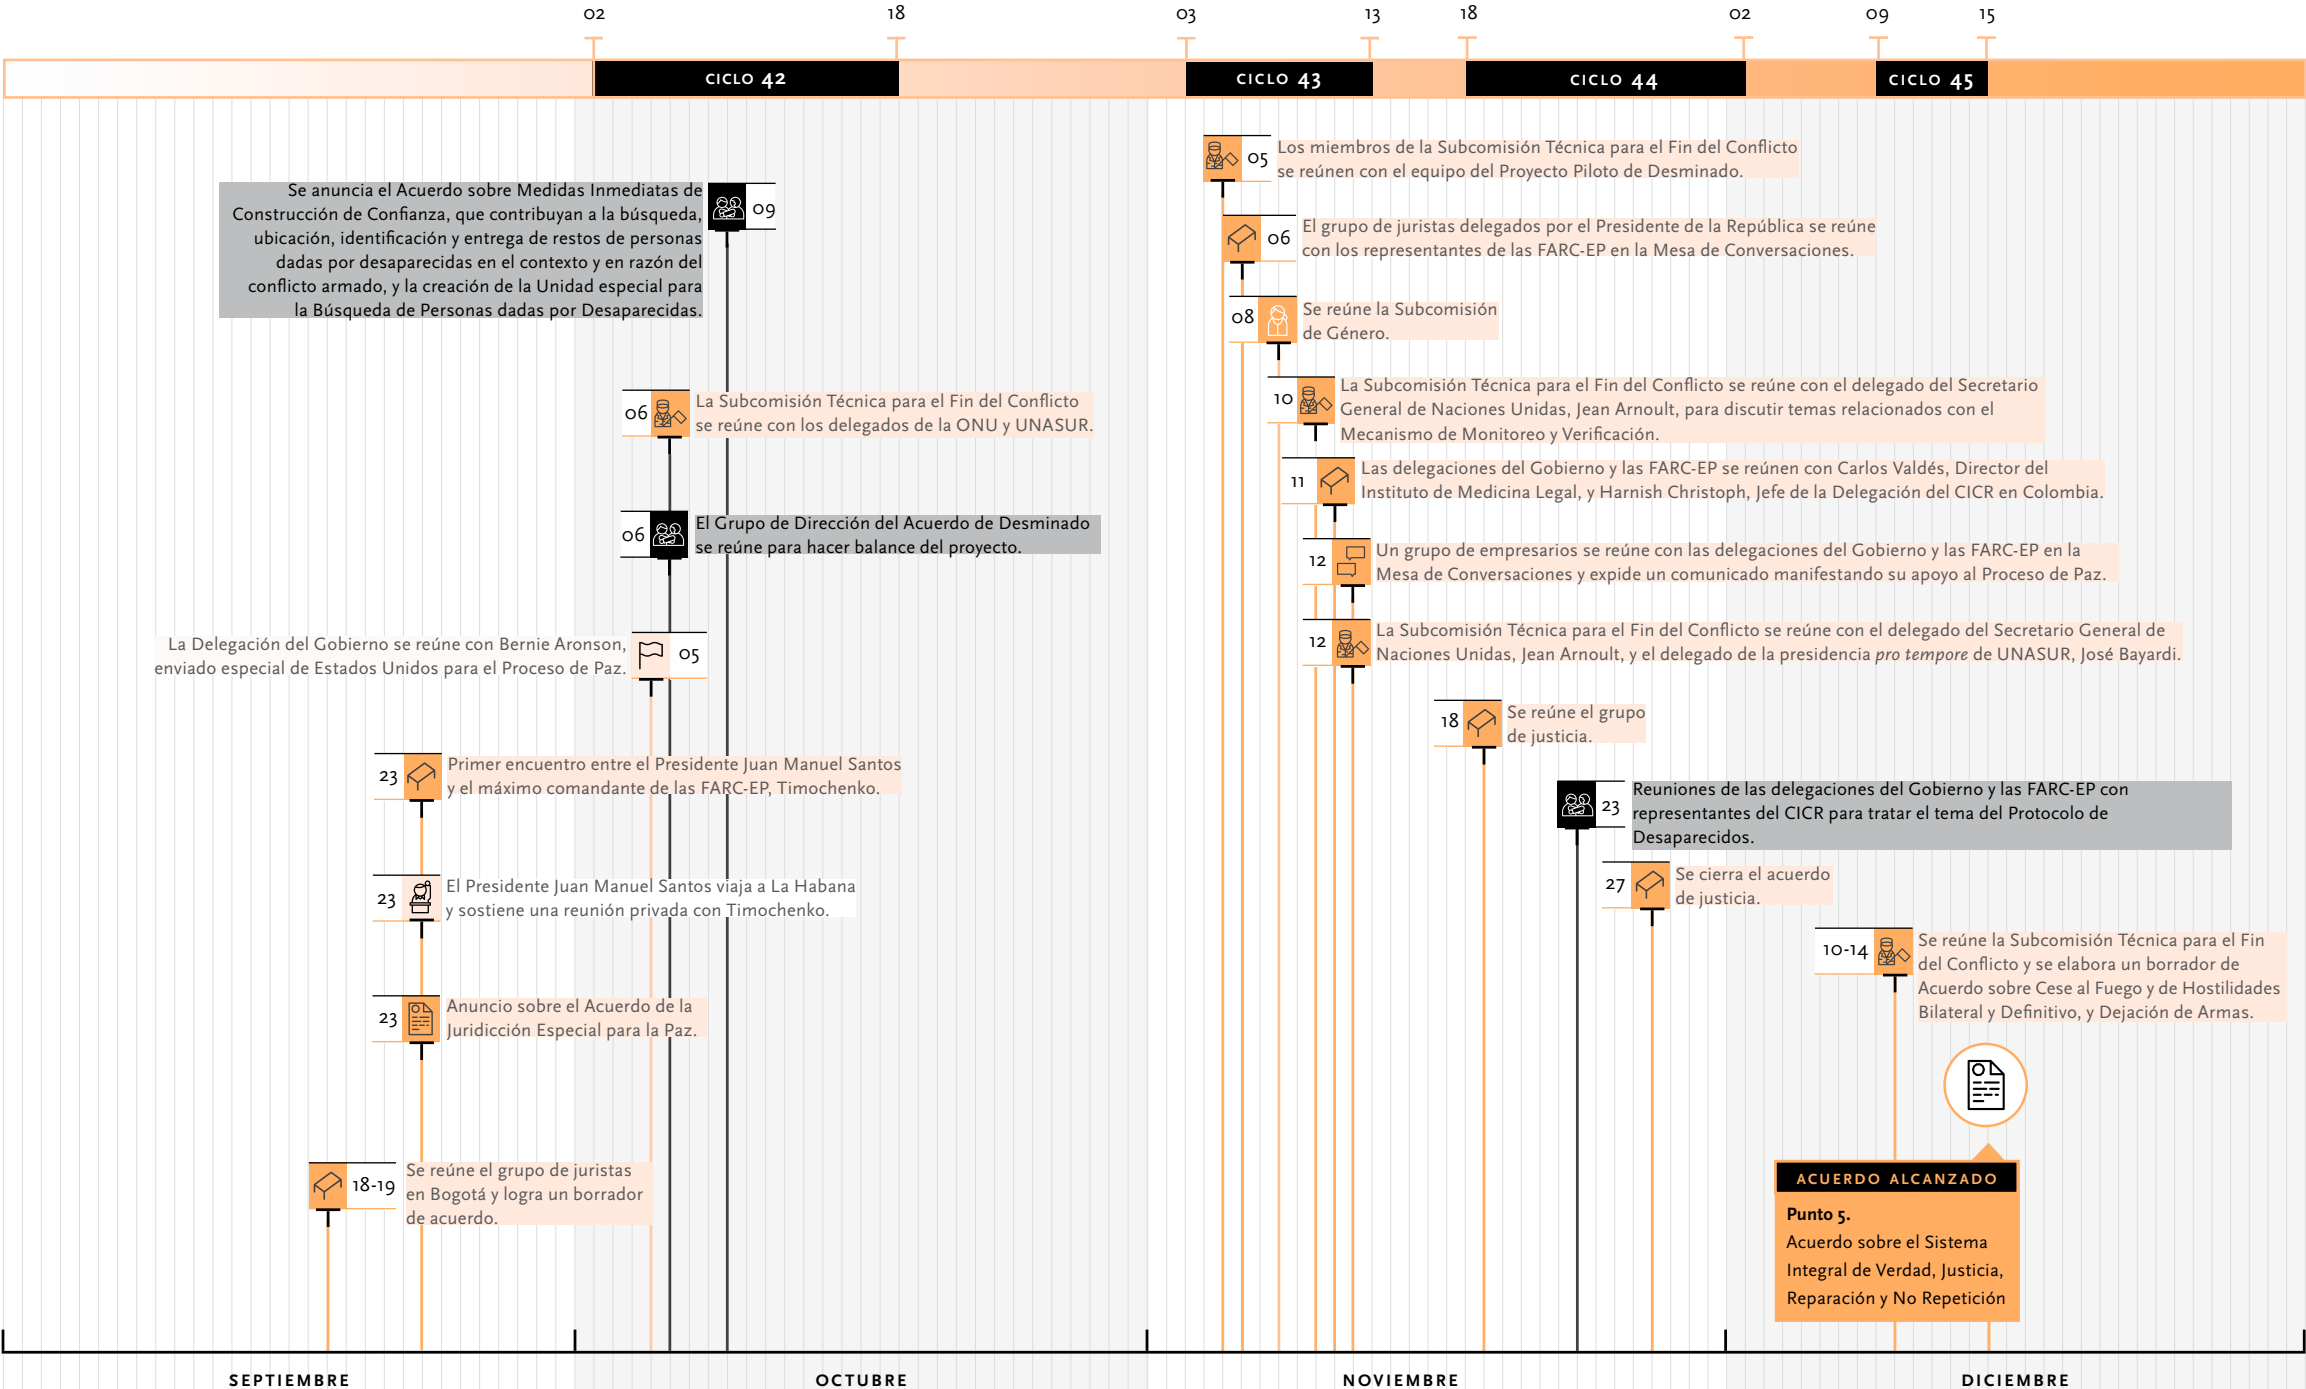 02
18
03
13
18
02
09
15
CICLO 42
CICLO 43
CICLO 44
CICLO 45
Se anuncia el Acuerdo sobre Medidas Inmediatas de
Construcción de Confianza, que contribuyan a la búsqueda,
ubicación, identificación y entrega de restos de personas
dadas por desaparecidas en el contexto y en razón del
conflicto armado, y la creación de la Unidad especial para
la Búsqueda de Personas dadas por Desaparecidas.
09
06
La Subcomisión Técnica para el Fin del Conflicto
se reúne con los delegados de la ONU y UNASUR.
06
El Grupo de Dirección del Acuerdo de Desminado
se reúne para hacer balance del proyecto.
La Delegación del Gobierno se reúne con Bernie Aronson,
enviado especial de Estados Unidos para el Proceso de Paz.
05
23
Primer encuentro entre el Presidente Juan Manuel Santos
y el máximo comandante de las FARC-EP, Timochenko.
23
El Presidente Juan Manuel Santos viaja a La Habana
y sostiene una reunión privada con Timochenko.
23
Anuncio sobre el Acuerdo de la
Juridicción Especial para la Paz.
18-19
Se reúne el grupo de juristas
en Bogotá y logra un borrador
de acuerdo.
05
Los miembros de la Subcomisión Técnica para el Fin del Conflicto
se reúnen con el equipo del Proyecto Piloto de Desminado.
06
El grupo de juristas delegados por el Presidente de la República se reúne
con los representantes de las FARC-EP en la Mesa de Conversaciones.
08
Se reúne la Subcomisión
de Género.
10
La Subcomisión Técnica para el Fin del Conflicto se reúne con el delegado del Secretario
General de Naciones Unidas, Jean Arnoult, para discutir temas relacionados con el
Mecanismo de Monitoreo y Verificación.
11
Las delegaciones del Gobierno y las FARC-EP se reúnen con Carlos Valdés, Director del
Instituto de Medicina Legal, y Harnish Christoph, Jefe de la Delegación del CICR en Colombia.
12
Un grupo de empresarios se reúne con las delegaciones del Gobierno y las FARC-EP en la
Mesa de Conversaciones y expide un comunicado manifestando su apoyo al Proceso de Paz.
12
La Subcomisión Técnica para el Fin del Conflicto se reúne con el delegado del Secretario General de
Naciones Unidas, Jean Arnoult, y el delegado de la presidencia pro tempore de UNASUR, José Bayardi.
18
Se reúne el grupo
de justicia.
23
Reuniones de las delegaciones del Gobierno y las FARC-EP con
representantes del CICR para tratar el tema del Protocolo de
Desaparecidos.
27
Se cierra el acuerdo
de justicia.
10-14
Se reúne la Subcomisión Técnica para el Fin
del Conflicto y se elabora un borrador de
Acuerdo sobre Cese al Fuego y de Hostilidades
Bilateral y Definitivo, y Dejación de Armas.
ACUERDO ALCANZADO
Punto 5.
Acuerdo sobre el Sistema
Integral de Verdad, Justicia,
Reparación y No Repetición
SEPTIEMBRE
OCTUBRE
NOVIEMBRE
DICIEMBRE